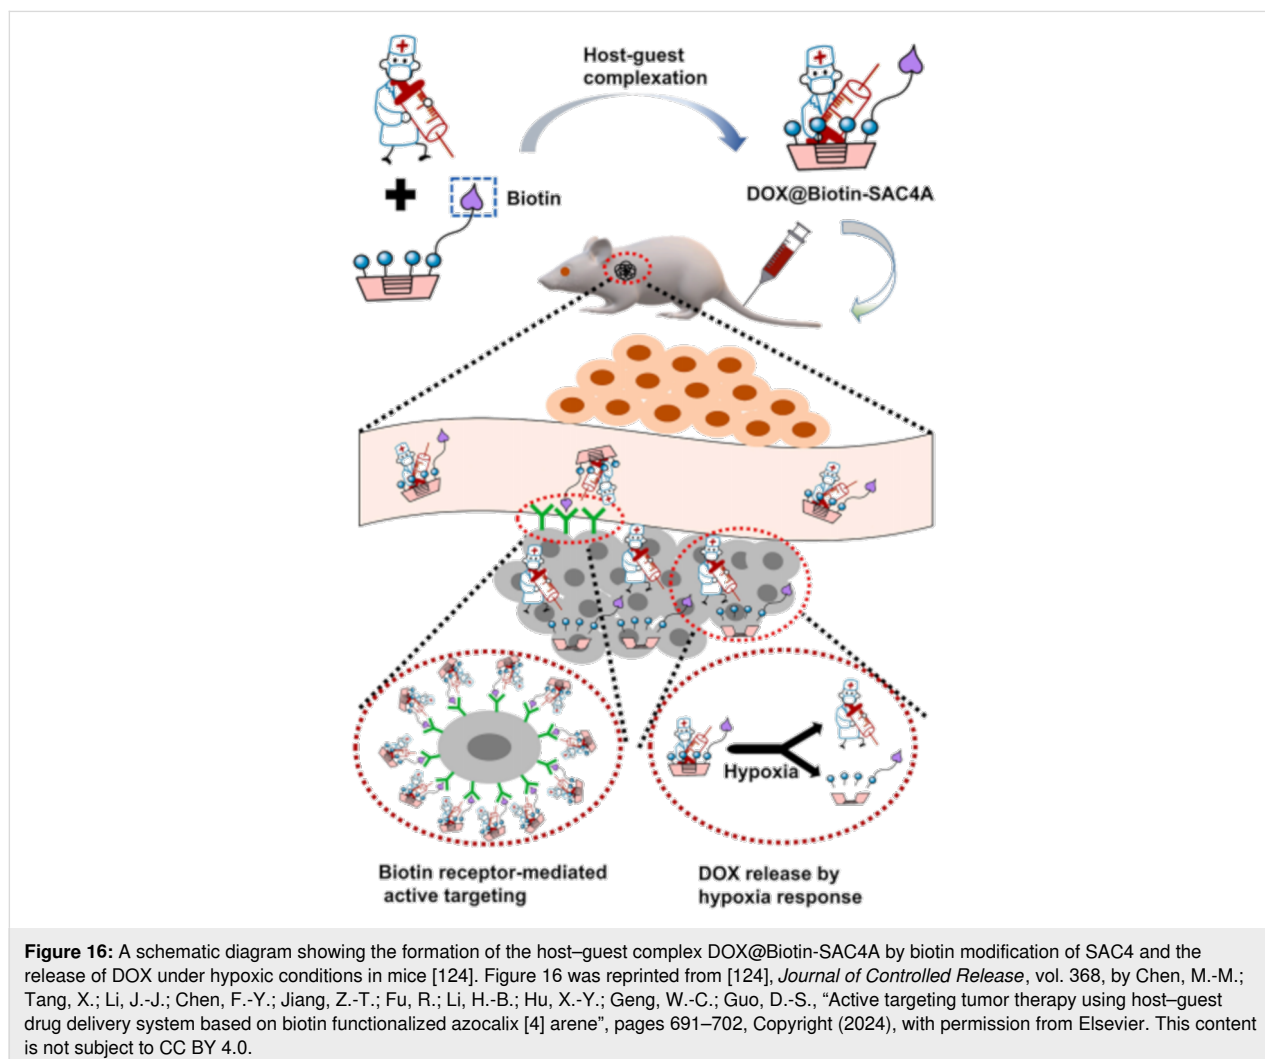 Host-guest
complexation
Biotin
DOX@Biotin-SAC4A
Hypoxia
Biotin receptor-mediated
active targeting
DOX release by
hypoxia response
Figure 16: A schematic diagram showing the formation of the host–guest complex DOX@Biotin-SAC4A by biotin modification of SAC4 and the
release of DOX under hypoxic conditions in mice [124]. Figure 16 was reprinted from [124], Journal of Controlled Release, vol. 368, by Chen, M.-M.;
Tang, X.; Li, J.-J.; Chen, F.-Y.; Jiang, Z.-T.; Fu, R.; Li, H.-B.; Hu, X.-Y.; Geng, W.-C.; Guo, D.-S., “Active targeting tumor therapy using host–guest
drug delivery system based on biotin functionalized azocalix [4] arene”, pages 691–702, Copyright (2024), with permission from Elsevier. This content
is not subject to CC BY 4.0.